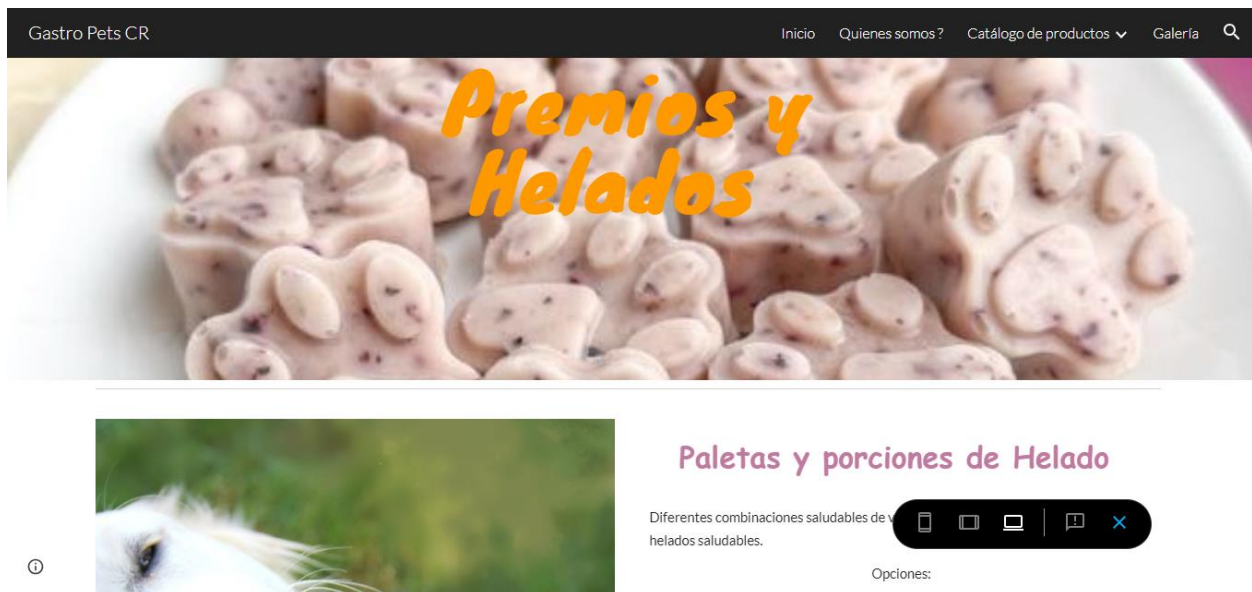 Gastro Pets CR
Inicio Quienes somos ? Catálogo de productos Galería
Premios y
Helados
Paletas y porciones de Helado
Diferentes combinaciones saludables de
helados saludables.
Opciones: